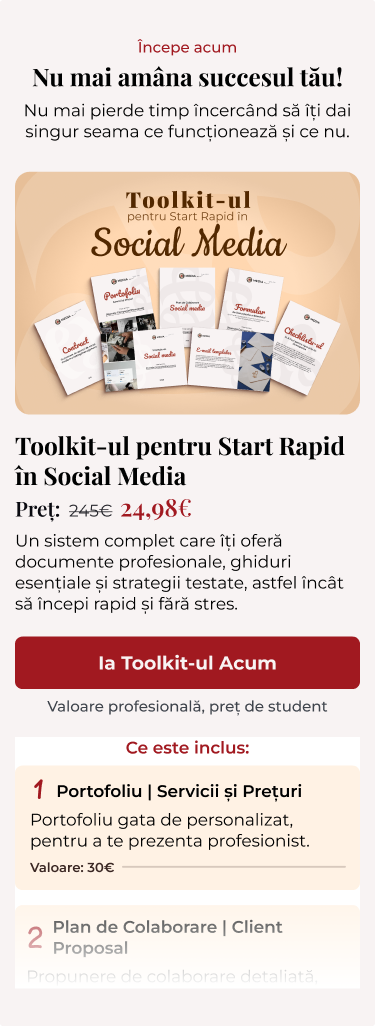 Începe acum
Nu mai amâna succesul tău!
Nu mai pierde timp încercând să îți dai
singur seama ce funcționează și ce nu.
Toolkit-ul
pentru Start Rapid în
Social Media
Contract
Portofoliu
Social media
Formular
Checklistu-ul
Social media
E-mail templates
Toolkit-ul pentru Start Rapid
în Social Media
Preț: 245€ 24,98€
Un sistem complet care îți oferă
documente profesionale, ghiduri
esențiale și strategii testate, astfel încât
să începi rapid și fără stres.
Ia Toolkit-ul Acum
Valoare profesională, preț de student
Ce este inclus:
1 Portofoliu | Servicii și Prețuri
Portofoliu gata de personalizat,
pentru a te prezenta profesionist.
Valoare: 30€
2 Plan de Colaborare | Client
Proposal
Propunere de colaborare detaliată,